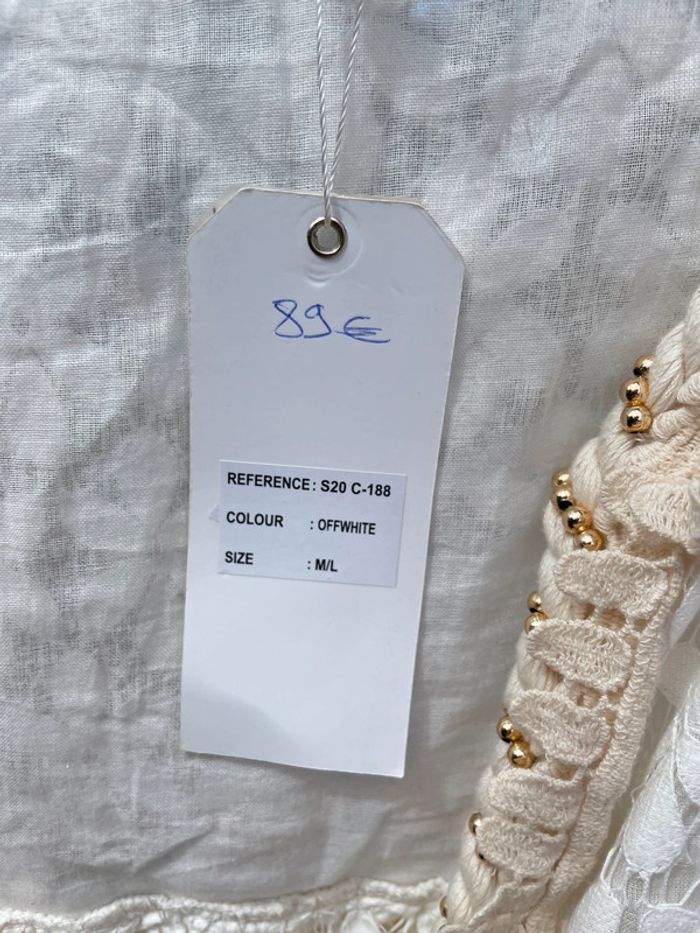 89€
REFERENCE: S20 C-188
COLOUR : OFFWHITE
SIZE : M/L